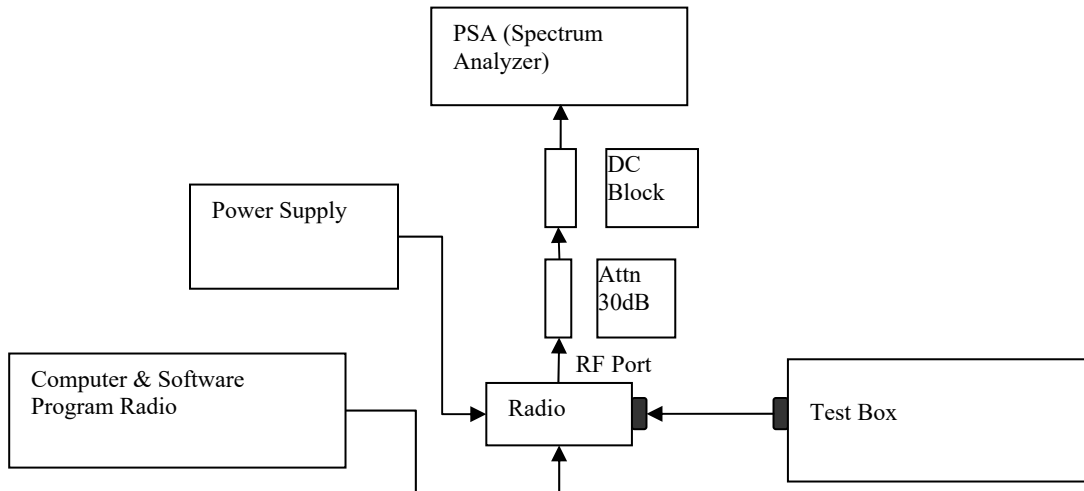 PSA (Spectrum
Analyzer)
DC
Block
Power Supply
Attn
30dB
RF Port
Computer & Software
Program Radio
Radio
Test Box